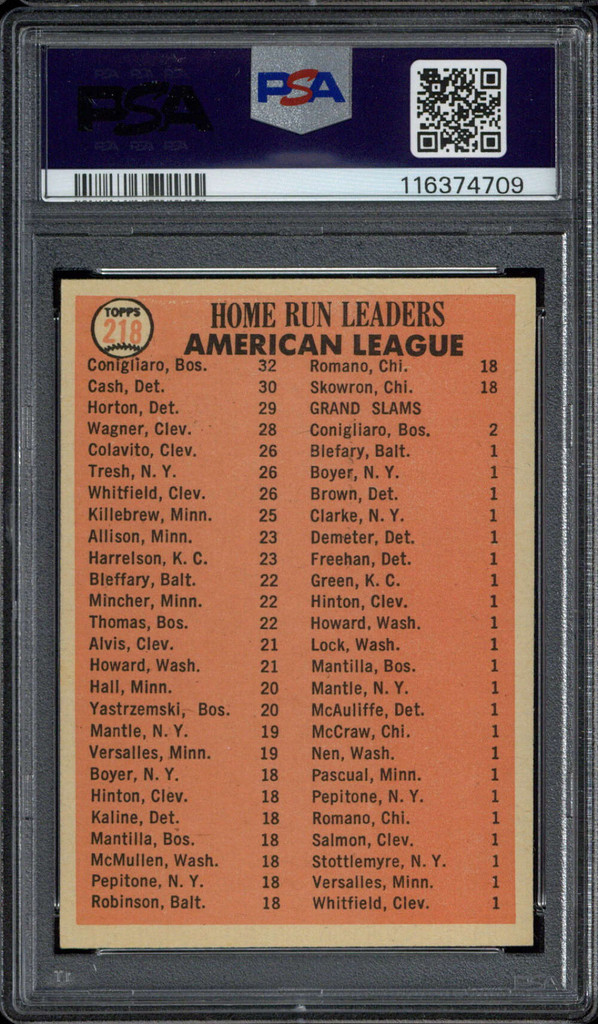 PSA PSA PSA
PSA
PSA PSA PSA
PSA
116374709
TOPPS
218
HOME RUN LEADERS
AMERICAN LEAGUE
Conigliaro, Bos. 32
Cash, Det. 30
Horton, Det. 29
Wagner, Clev. 28
Colavito, Clev. 26
Tresh, N. Y. 26
Whitfield, Clev. 26
Killebrew, Minn. 25
Allison, Minn. 23
Harrelson, K. C. 23
Bleffary, Balt. 22
Mincher, Minn. 22
Thomas, Bos. 22
Alvis, Clev. 21
Howard, Wash. 21
Hall, Minn. 20
Yastrzemski, Bos. 20
Mantle, N. Y. 19
Versalles, Minn. 19
Boyer, N. Y. 18
Hinton, Clev. 18
Kaline, Det. 18
Mantilla, Bos. 18
McMullen, Wash. 18
Pepitone, N. Y. 18
Robinson, Balt. 18
Romano, Chi. 18
Skowron, Chi. 18
GRAND SLAMS
Conigliaro, Bos. 2
Blefary, Balt. 1
Boyer, N. Y. 1
Brown, Det. 1
Clarke, N. Y. 1
Demeter, Det. 1
Freehan, Det. 1
Green, K. C. 1
Hinton, Clev. 1
Howard, Wash. 1
Lock, Wash. 1
Mantilla, Bos. 1
Mantle, N. Y. 1
McAuliffe, Det. 1
McCraw, Chi. 1
Nen, Wash. 1
Pascual, Minn. 1
Pepitone, N. Y. 1
Romano, Chi. 1
Salmon, Clev. 1
Stottlemyre, N. Y. 1
Versalles, Minn. 1
Whitfield, Clev. 1
PSA